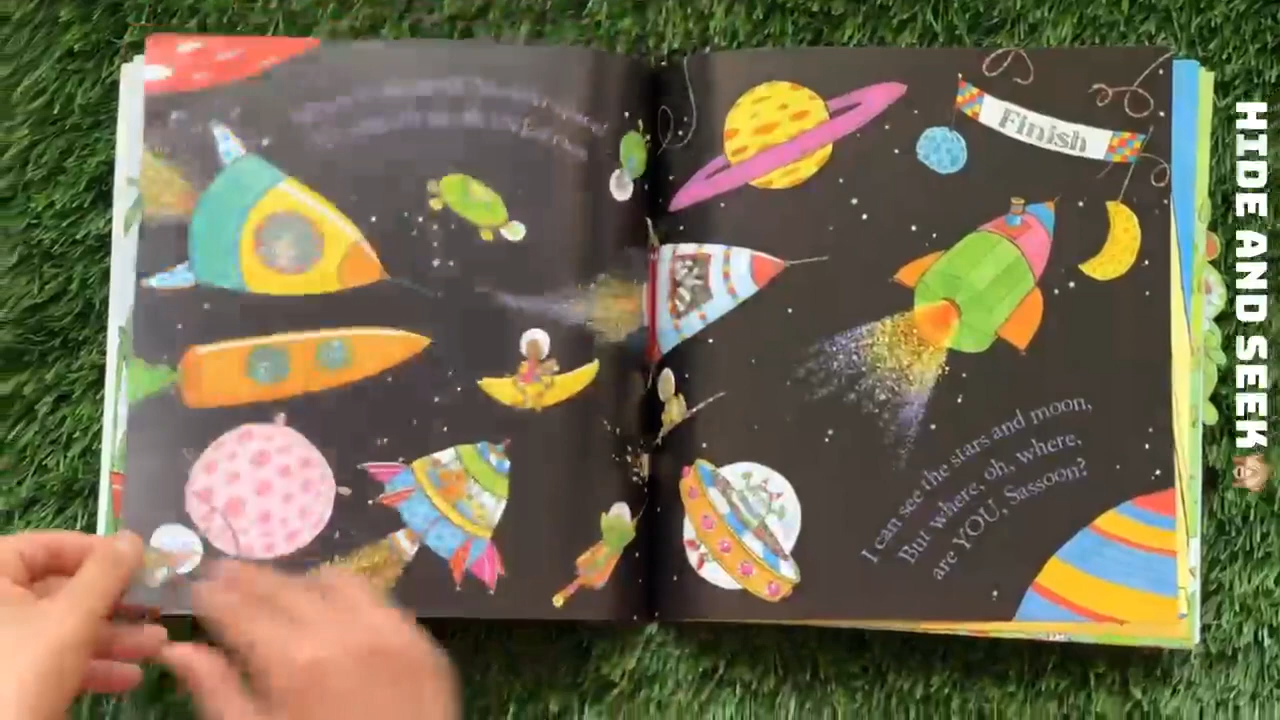 Finish
I can see the stars and moon,
But where, oh, where,
are YOU, Sassoon?
HIDE AND SEEK